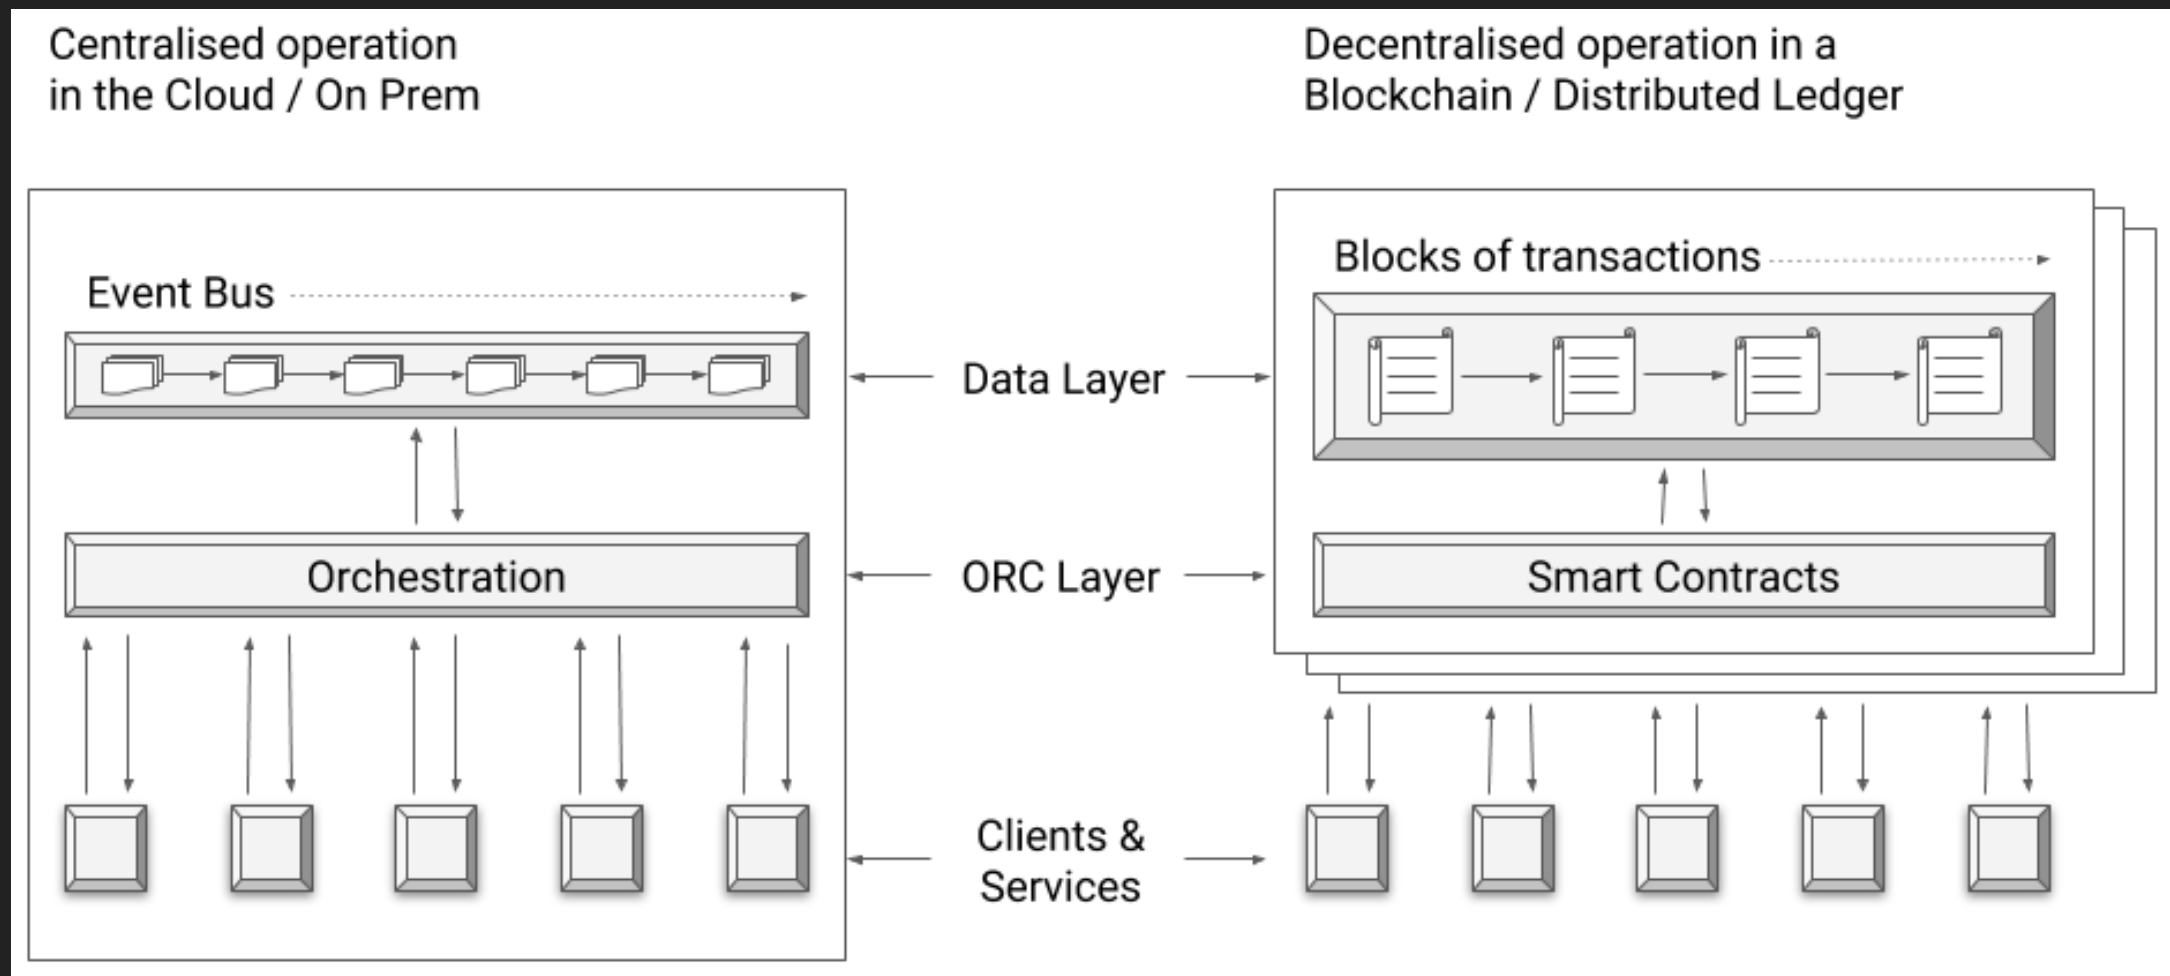 Centralised operation
in the Cloud / On Prem
Decentralised operation in a
Blockchain / Distributed Ledger
Event Bus
Blocks of transactions
Data Layer
Orchestration
ORC Layer
Smart Contracts
Clients &
Services